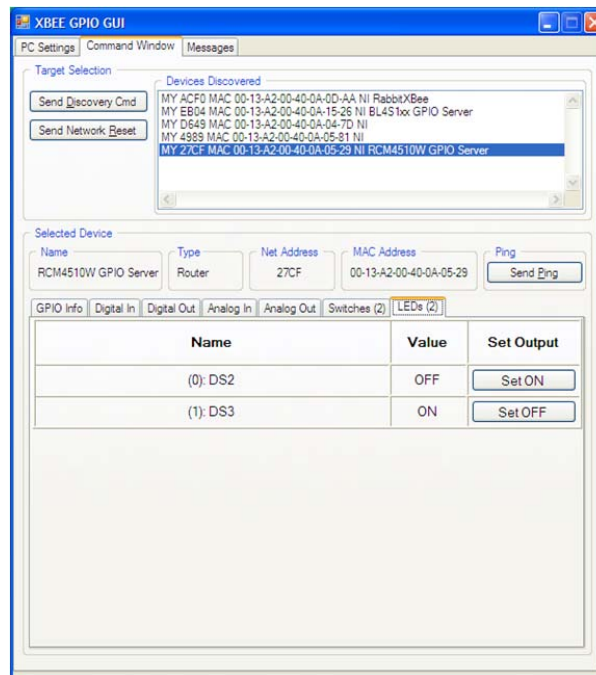 XBEE GPIO GUI
PC Settings Command Window Messages
Target Selection
Send Discovery Cmd
Send Network Reset
Devices Discovered
MY ACF0 MAC 00-13-A2-00-40-0A-0D-AA NI RabbitXBee
MY EB04 MAC 00-13-A2-00-40-0A-15-26 NI BL4S1xx GPIO Server
MY D649 MAC 00-13-A2-00-40-0A-04-7D NI
MY 4989 MAC 00-13-A2-00-40-0A-05-81 NI
MY 27CF MAC 00-13-A2-00-40-0A-05-29 NI RCM4510W GPIO Server
Selected Device
Name Type Net Address MAC Address Ping
RCM4510W GPIO Server Router 27CF 00-13-A2-00-40-0A-05-29 Send Ping
GPIO Info Digital In Digital Out Analog In Analog Out Switches (2) LEDs (2)
Name Value Set Output
(0): DS2 OFF Set ON
(1): DS3 ON Set OFF